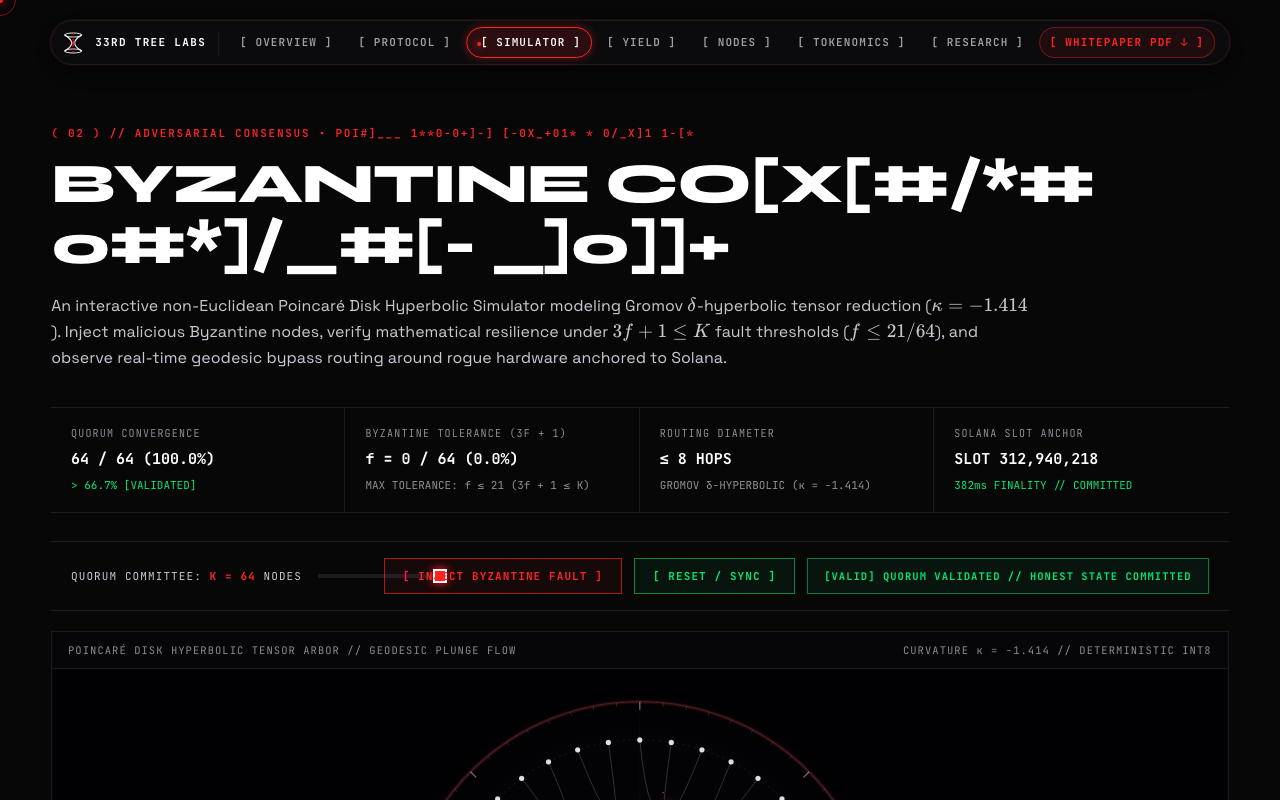 33RD TREE LABS
[ OVERVIEW ]
[ PROTOCOL ]
[ SIMULATOR ]
[ YIELD ]
[ NODES ]
[ TOKENOMICS ]
[ RESEARCH ]
[ WHITEPAPER PDF ↓ ]
( 02 ) // ADVERSARIAL CONSENSUS • POI#]___ 1**0-0+]-] [-0X_+01* * 0/_X]1 1-[*
BYZANTINE CO[X[#/*#
0#*]/_#[- _]0]]+
An interactive non-Euclidean Poincaré Disk Hyperbolic Simulator modeling Gromov δ-hyperbolic tensor reduction (κ = −1.414
). Inject malicious Byzantine nodes, verify mathematical resilience under 3f + 1 ≤ K fault thresholds (f ≤ 21/64), and
observe real-time geodesic bypass routing around rogue hardware anchored to Solana.
QUORUM CONVERGENCE
64 / 64 (100.0%)
> 66.7% [VALIDATED]
BYZANTINE TOLERANCE (3F + 1)
f = 0 / 64 (0.0%)
MAX TOLERANCE: f ≤ 21 (3f + 1 ≤ K)
ROUTING DIAMETER
≤ 8 HOPS
GROMOV δ-HYPERBOLIC (κ = -1.414)
SOLANA SLOT ANCHOR
SLOT 312,940,218
382ms FINALITY // COMMITTED
QUORUM COMMITTEE: K = 64 NODES
[ INJECT BYZANTINE FAULT ]
[ RESET / SYNC ]
[VALID] QUORUM VALIDATED // HONEST STATE COMMITTED
POINCARÉ DISK HYPERBOLIC TENSOR ARBOR // GEODESIC PLUNGE FLOW
CURVATURE κ = -1.414 // DETERMINISTIC INT8